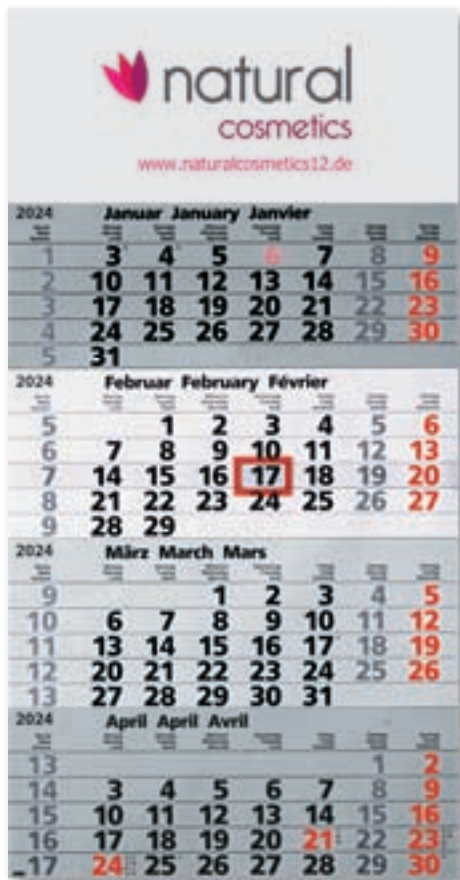 natural
cosmetics
www.naturalcosmetics12.de
2024 Januar January Janvier
1 3 4 5 6 7 8 9
2 10 11 12 13 14 15 16
3 17 18 19 20 21 22 23
4 24 25 26 27 28 29 30
5 31
2024 Februar February Février
5 1 2 3 4 5 6
6 7 8 9 10 11 12 13
7 14 15 16 17 18 19 20
8 21 22 23 24 25 26 27
9 28 29
2024 März March Mars
9 1 2 3 4 5
10 6 7 8 9 10 11 12
11 13 14 15 16 17 18 19
12 20 21 22 23 24 25 26
13 27 28 29 30 31
2024 April April Avril
13 1 2
14 3 4 5 6 7 8 9
15 10 11 12 13 14 15 16
16 17 18 19 20 21 22 23
17 24 25 26 27 28 29 30